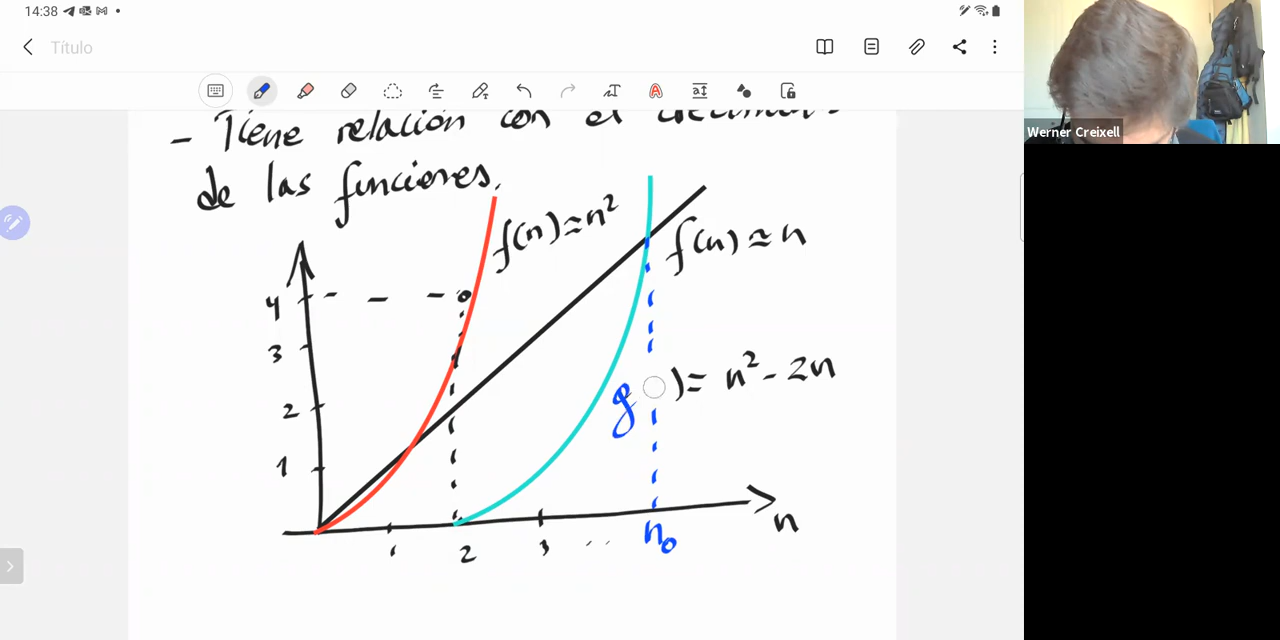 14:38
Título
Werner Creixell
- Tiene relación con el
de las funciones.
f(n)≈n²
f(n)≈n
4
3
2
1
g )= n² - 2n
1 2 3 .. n₀
n